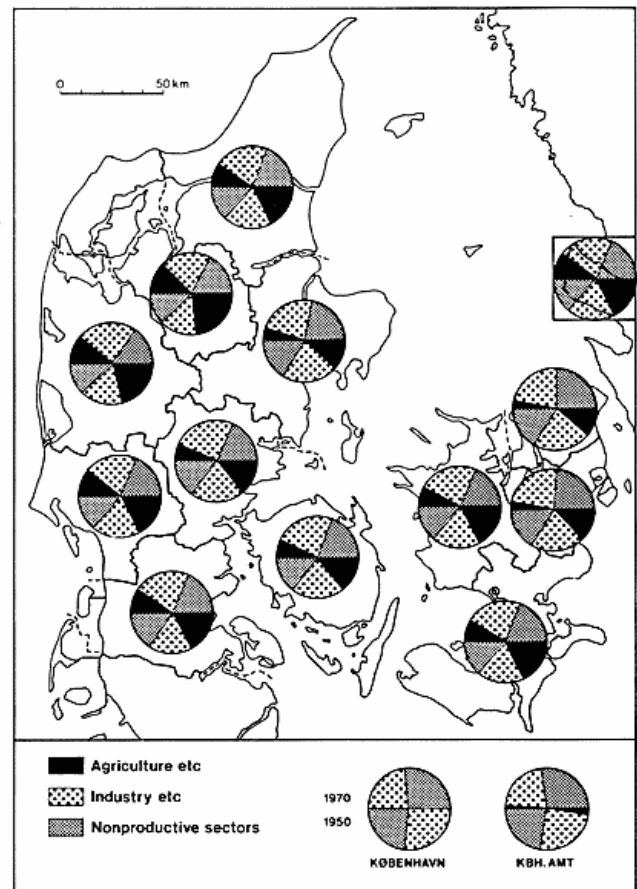 0 50 km
Agriculture etc
Industry etc
Nonproductive sectors
1970
1950
KØBENHAVN
KBH. AMT